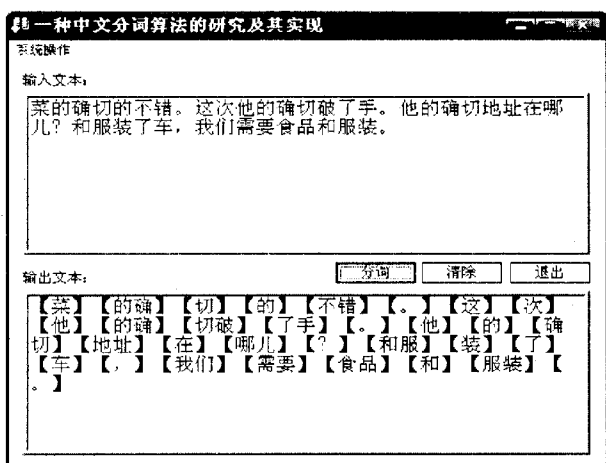 一种中文分词算法的研究及其实现
系统操作
输入文本:
菜的确切的不错。这次他的确切破了手。他的确切地址在哪
儿?和服装了车,我们需要食品和服装。
输出文本:
分词
清除
退出
【菜】【的确】【切】【的】【不错】【。】【这】【次】
【他】【的确】【切破】【了手】【。】【他】【的】【确
切】【地址】【在】【哪儿】【?】【和服】【装】【了】
【车】【,】【我们】【需要】【食品】【和】【服装】【
。】